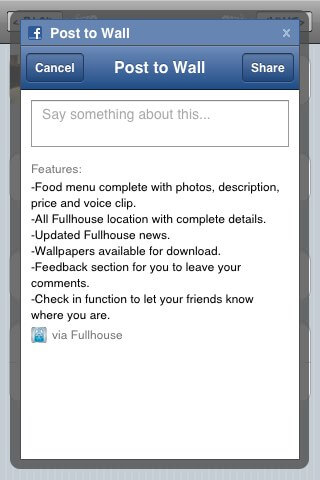 Post to Wall
x
Cancel
Post to Wall
Share
Say something about this...
Features:
-Food menu complete with photos, description,
price and voice clip.
-All Fullhouse location with complete details.
-Updated Fullhouse news.
-Wallpapers available for download.
-Feedback section for you to leave your
comments.
-Check in function to let your friends know
where you are.
via Fullhouse